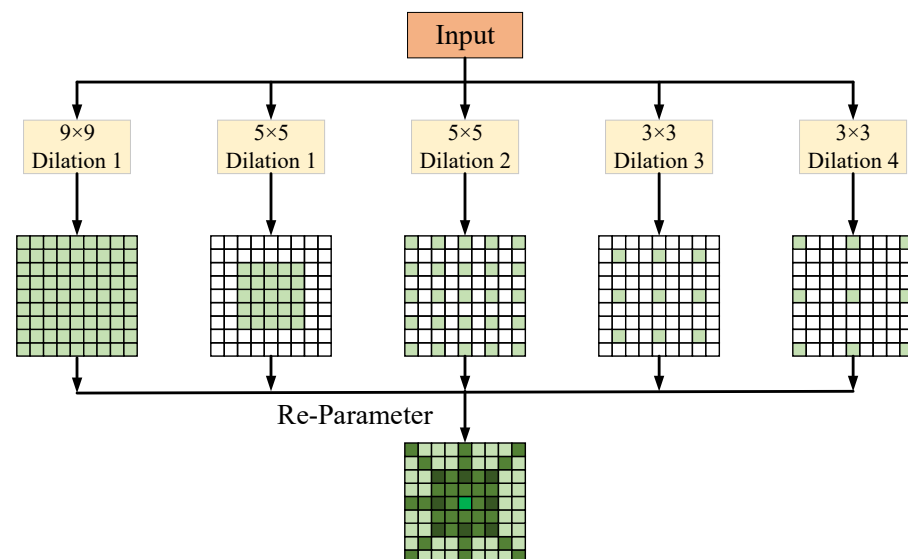 Input
9×9
Dilation 1
5×5
Dilation 1
5×5
Dilation 2
3×3
Dilation 3
3×3
Dilation 4
Re-Parameter